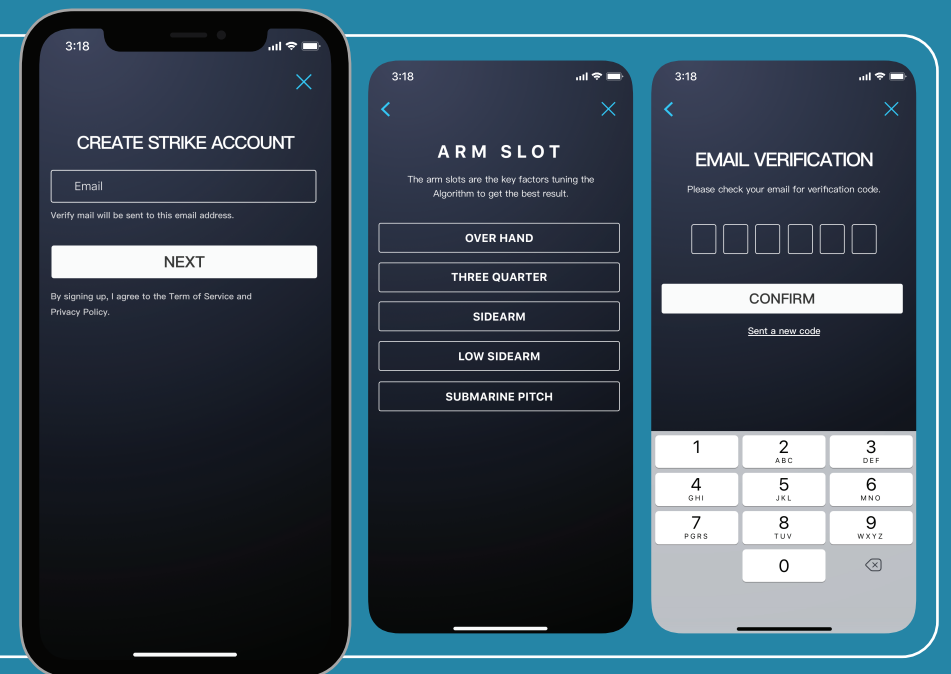 3:18
CREATE STRIKE ACCOUNT
Email
Verify mail will be sent to this email address.
NEXT
By signing up, I agree to the Term of Service and
Privacy Policy.
3:18
ARM SLOT
The arm slots are the key factors tuning the
Algorithm to get the best result.
OVER HAND
THREE QUARTER
SIDEARM
LOW SIDEARM
SUBMARINE PITCH
3:18
EMAIL VERIFICATION
Please check your email for verification code.
CONFIRM
Sent a new code
1 2 3
ABC DEF
4 5 6
GHI JKL MNO
7 8 9
PGRS TUV WXYZ
0